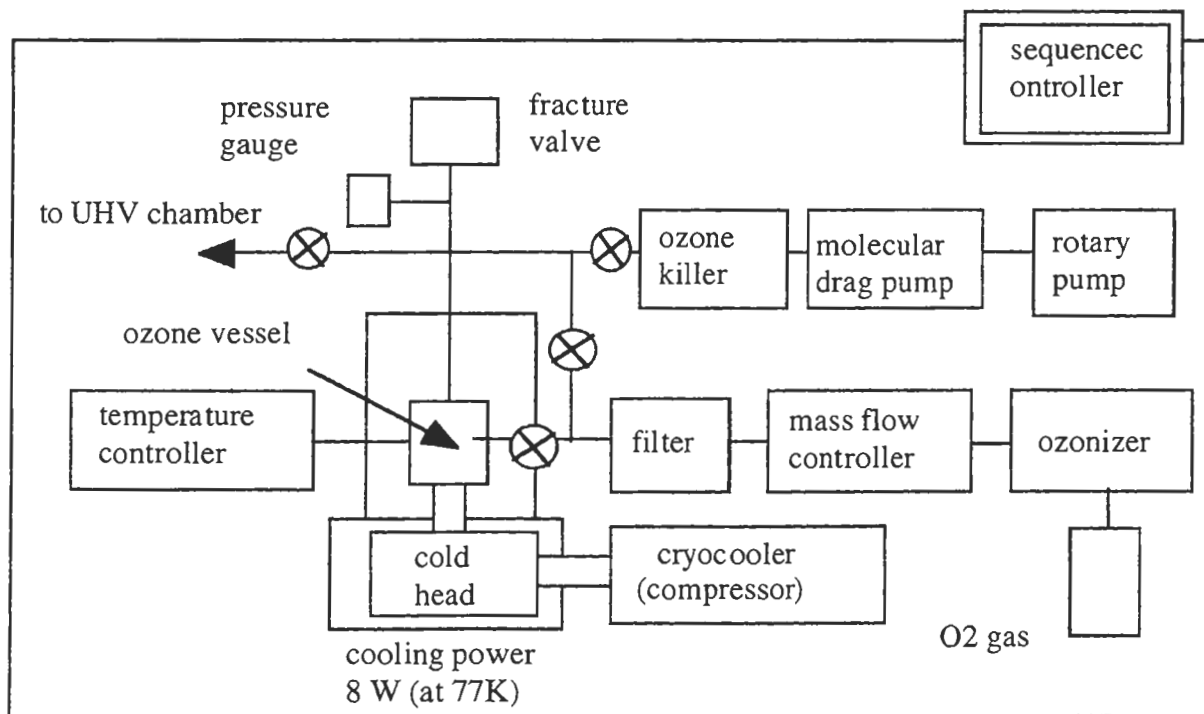 sequencec
ontroller
pressure
gauge
fracture
valve
to UHV chamber
ozone
killer
molecular
drag pump
rotary
pump
ozone vessel
temperature
controller
filter
mass flow
controller
ozonizer
cold
head
cryocooler
(compressor)
O2 gas
cooling power
8 W (at 77K)